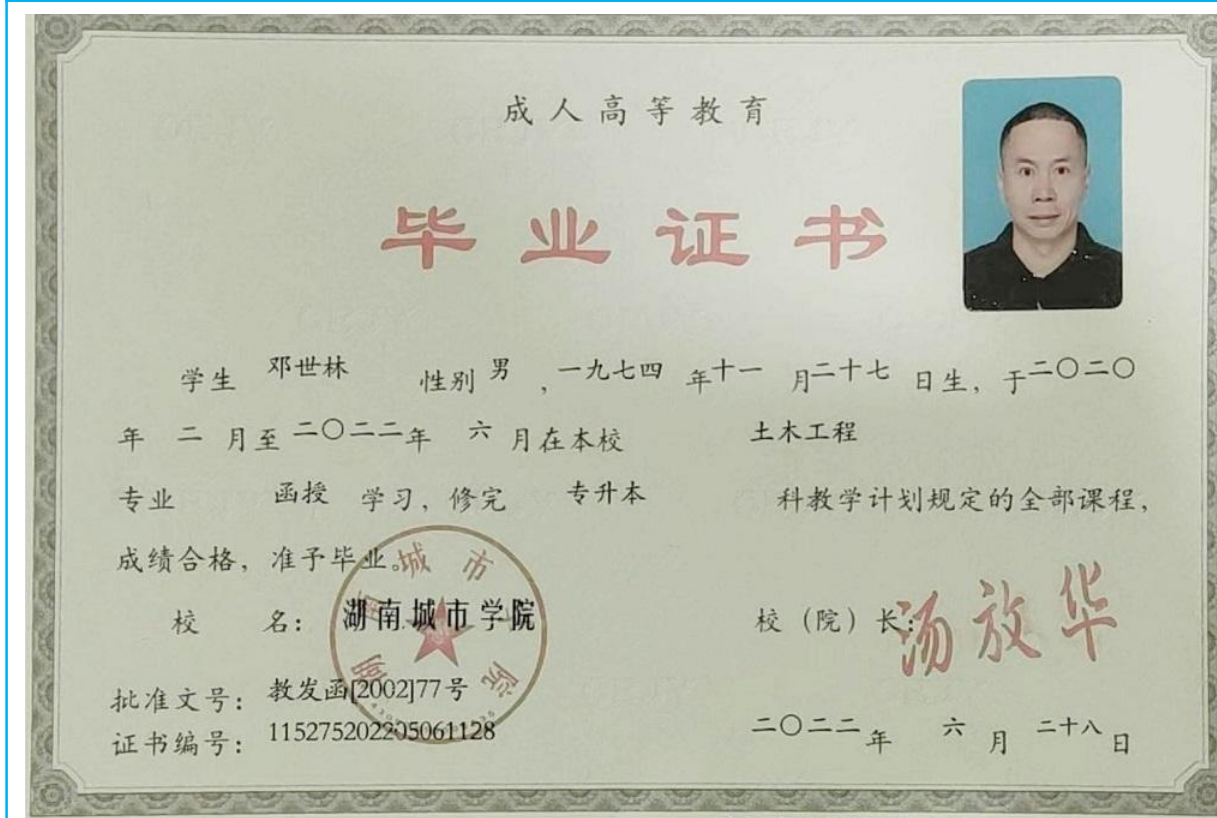 成人高等教育
毕业证书
学生 邓世林 性别 男 ，一九七四 年十一 月二十七 日生，于二〇二〇
年 二 月至 二〇二二年 六 月在本校 土木工程
专业 函授 学习，修完 专升本 科教学计划规定的全部课程，
成绩合格，准予毕业。
湖南城市学院
校 名： 湖南城市学院 校（院）长： 汤放华
批准文号： 教发函[2002]77号
证书编号： 115275202205061128 二〇二二年 六 月 二十八 日